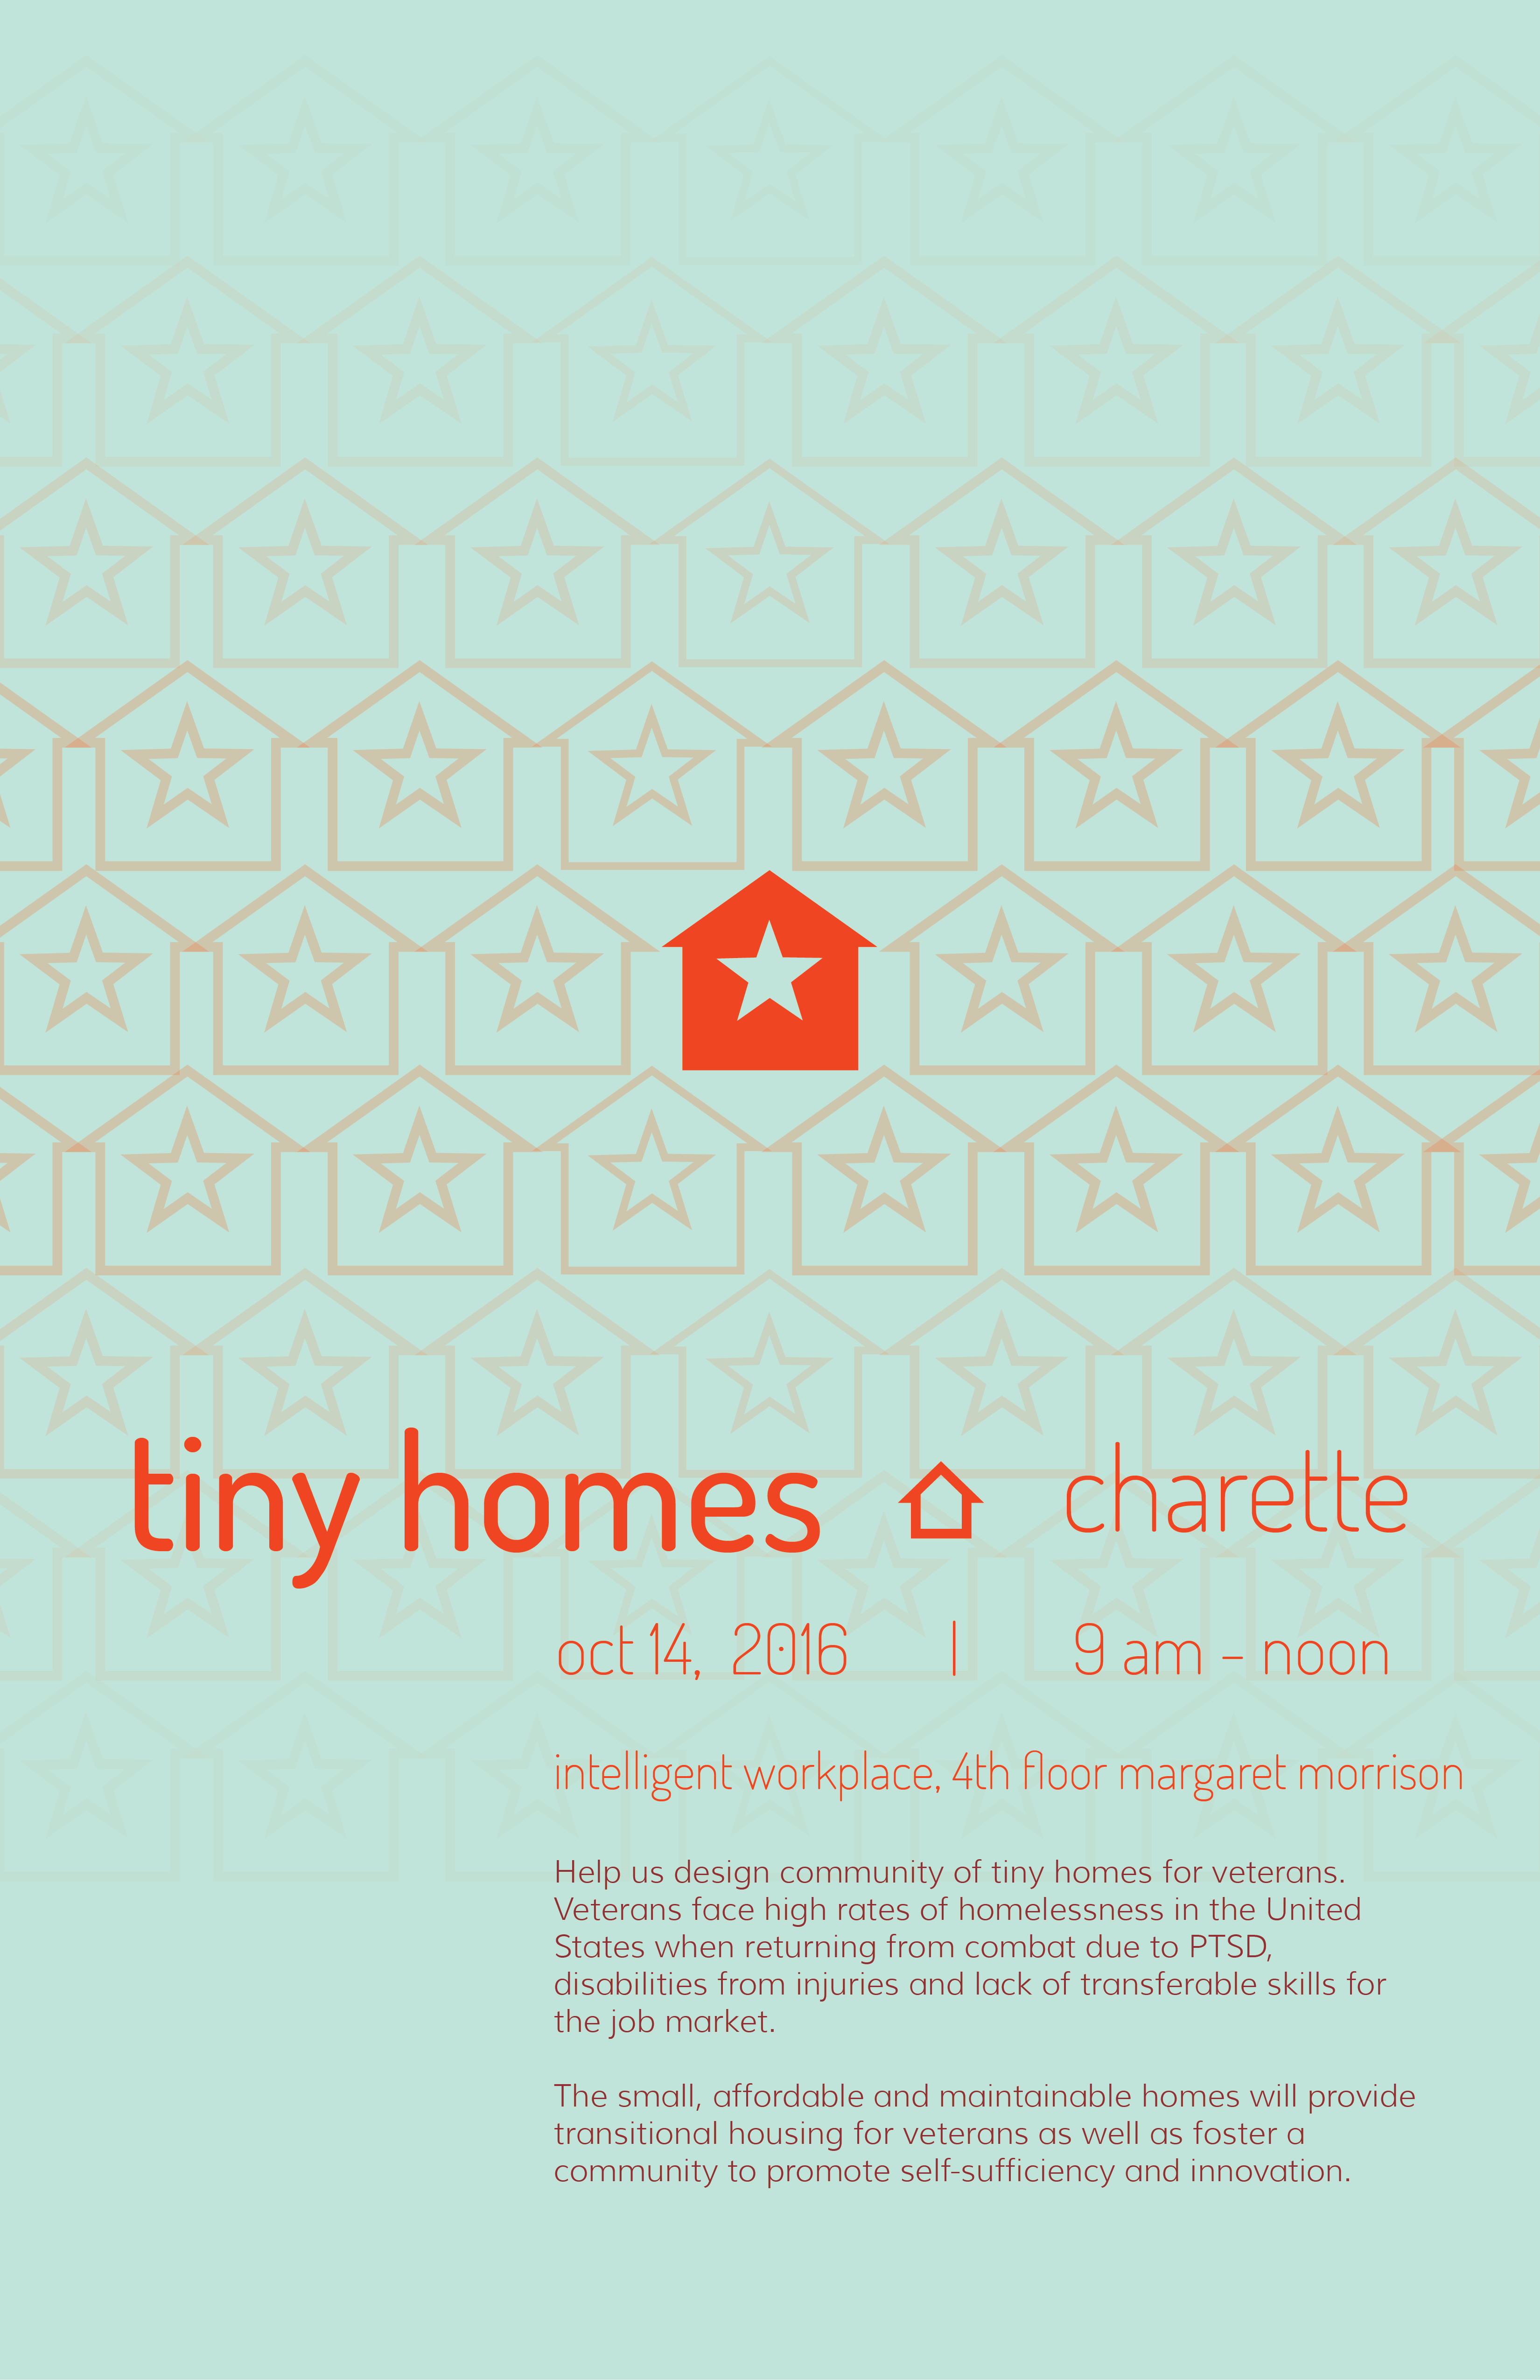 tiny homes charette
oct 14, 2016 | 9 am - noon
intelligent workplace, 4th floor margaret morrison
Help us design community of tiny homes for veterans.
Veterans face high rates of homelessness in the United
States when returning from combat due to PTSD,
disabilities from injuries and lack of transferable skills for
the job market.
The small, affordable and maintainable homes will provide
transitional housing for veterans as well as foster a
community to promote self-sufficiency and innovation.